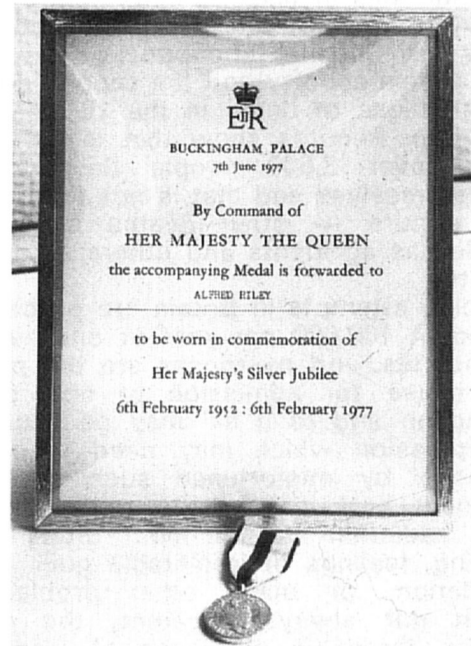 EIIR
BUCKINGHAM PALACE
7th June 1977
By Command of
HER MAJESTY THE QUEEN
the accompanying Medal is forwarded to
ALFRED RILEY
to be worn in commemoration of
Her Majesty's Silver Jubilee
6th February 1952 : 6th February 1977